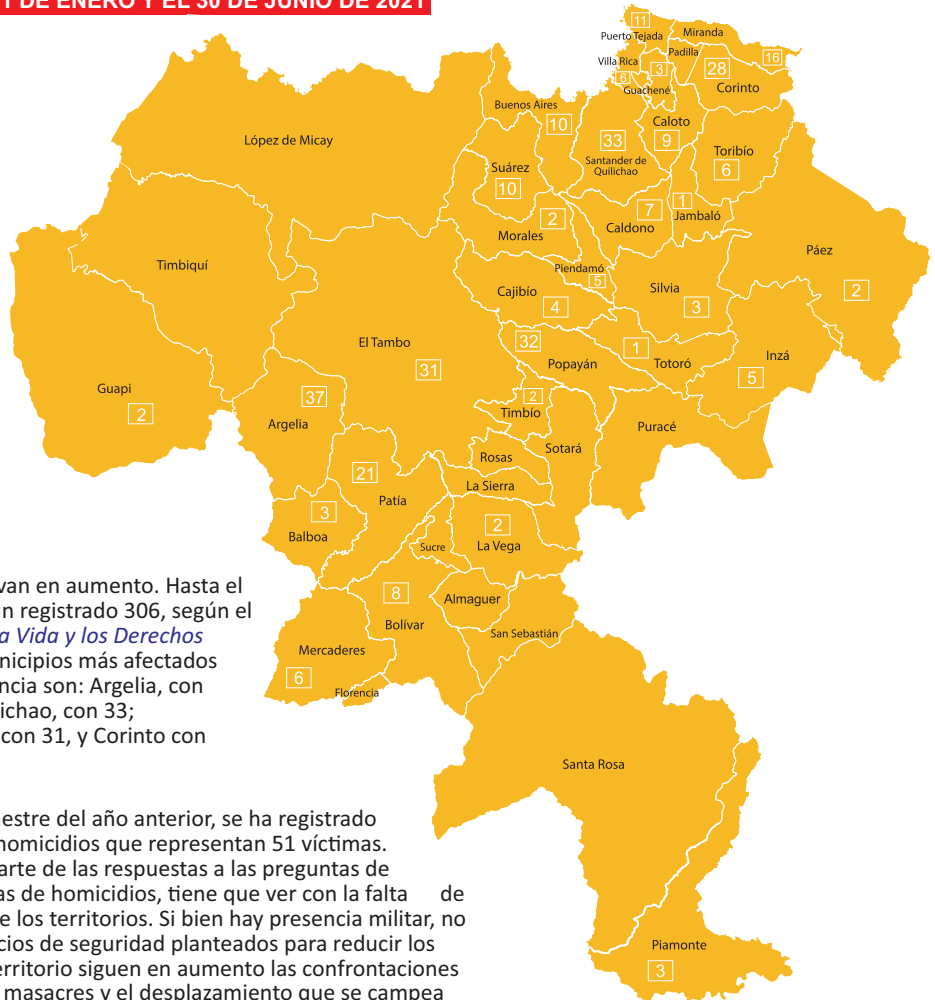 1 DE ENERO Y EL 30 DE JUNIO DE 2021
11
Puerto Tejada
Miranda
Padilla
16
Villa Rica
3
28
6
Guachené
Corinto
Buenos Aires
10
Caloto
9
33
Santander de
Quilichao
Toribío
6
López de Micay
Suárez
10
1
Jambaló
7
Caldono
2
Morales
Páez
2
Timbiquí
Piendamó
5
Silvia
3
Cajibío
4
El Tambo
31
32
Popayán
1
Totoró
Inzá
5
Guapi
2
37
Argelia
2
Timbío
Puracé
Sotará
Rosas
21
Patía
La Sierra
3
Balboa
2
La Vega
Sucre
8
Bolívar
Almaguer
San Sebastián
Mercaderes
6
Florencia
Santa Rosa
Piamonte
3
van en aumento. Hasta el
n registrado 306, según el
a Vida y los Derechos
nicipios más afectados
ncia son: Argelia, con
ichao, con 33;
con 31, y Corinto con
estre del año anterior, se ha registrado
homicidios que representan 51 víctimas.
arte de las respuestas a las preguntas de
as de homicidios, tiene que ver con la falta de
e los territorios. Si bien hay presencia militar, no
cios de seguridad planteados para reducir los
erritorio siguen en aumento las confrontaciones
masacres y el desplazamiento que se campea